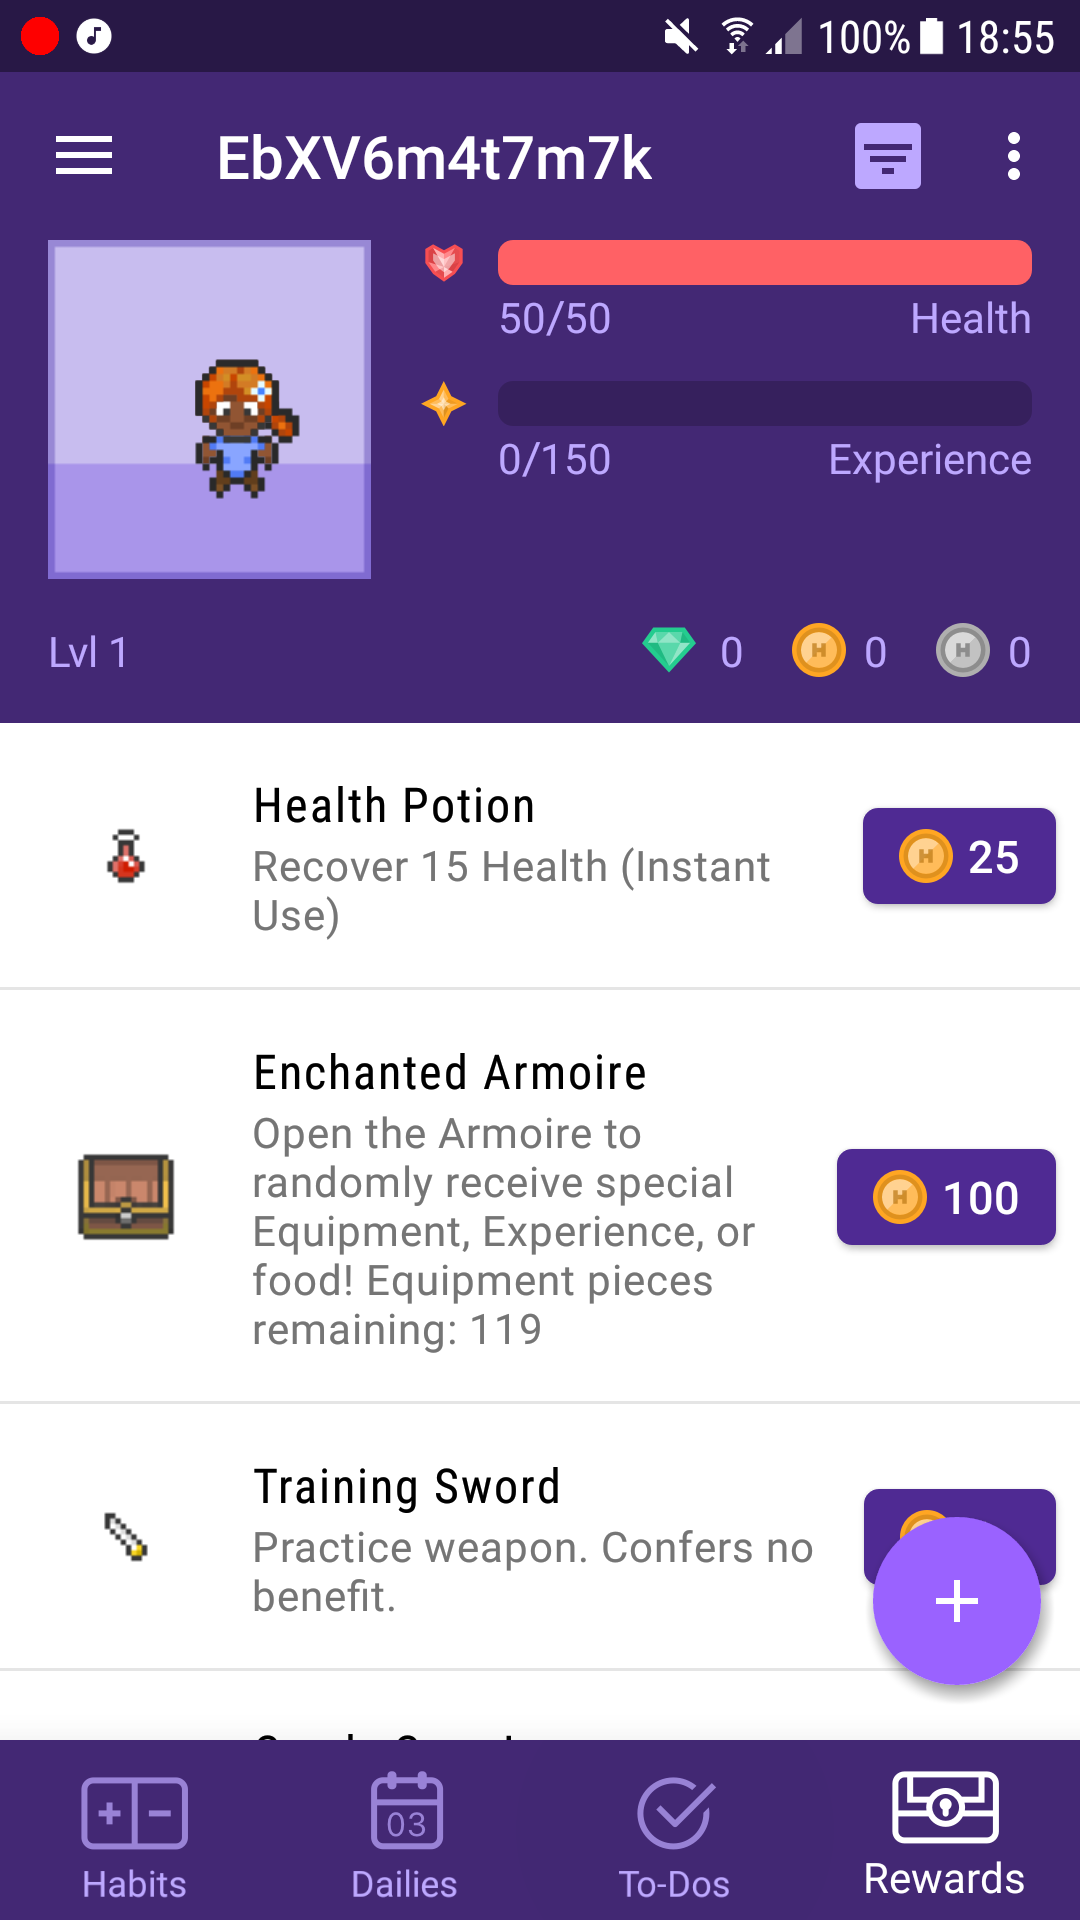 100% 18:55
EbXV6m4t7m7k
50/50 Health
0/150 Experience
Lvl 1 0 0 0
Health Potion
Recover 15 Health (Instant
Use)
25
Enchanted Armoire
Open the Armoire to
randomly receive special
Equipment, Experience, or
food! Equipment pieces
remaining: 119
100
Training Sword
Practice weapon. Confers no
benefit.
03
Habits Dailies To-Dos Rewards